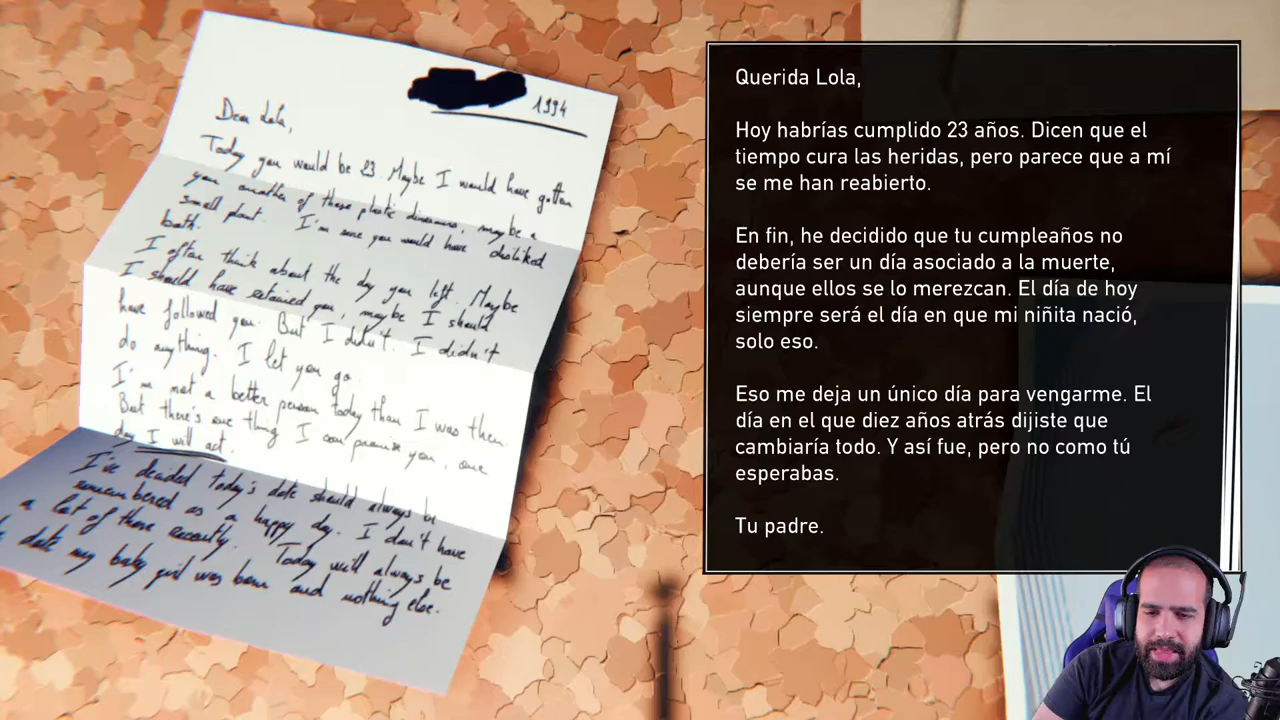 1994
Dear Lola,
Today you would be 23. Maybe I would have gotten
you another of those plastic dinosaurs, maybe a
small plant. I'm sure you would have disliked
both.
I often think about the day you left. Maybe
I should have retained you, maybe I should
have followed you. But I didn't. I didn't
do anything. I let you go.
I'm not a better person today than I was then.
But there's one thing I can promise you, one
day I will act.
I've decided today's date should always be
remembered as a happy day. I don't have
a lot of those recently. Today will always be
date my baby girl was born and nothing else.
Querida Lola,
Hoy habrías cumplido 23 años. Dicen que el
tiempo cura las heridas, pero parece que a mí
se me han reabierto.
En fin, he decidido que tu cumpleaños no
debería ser un día asociado a la muerte,
aunque ellos se lo merezcan. El día de hoy
siempre será el día en que mi niñita nació,
solo eso.
Eso me deja un único día para vengarme. El
día en el que diez años atrás dijiste que
cambiaría todo. Y así fue, pero no como tú
esperabas.
Tu padre.